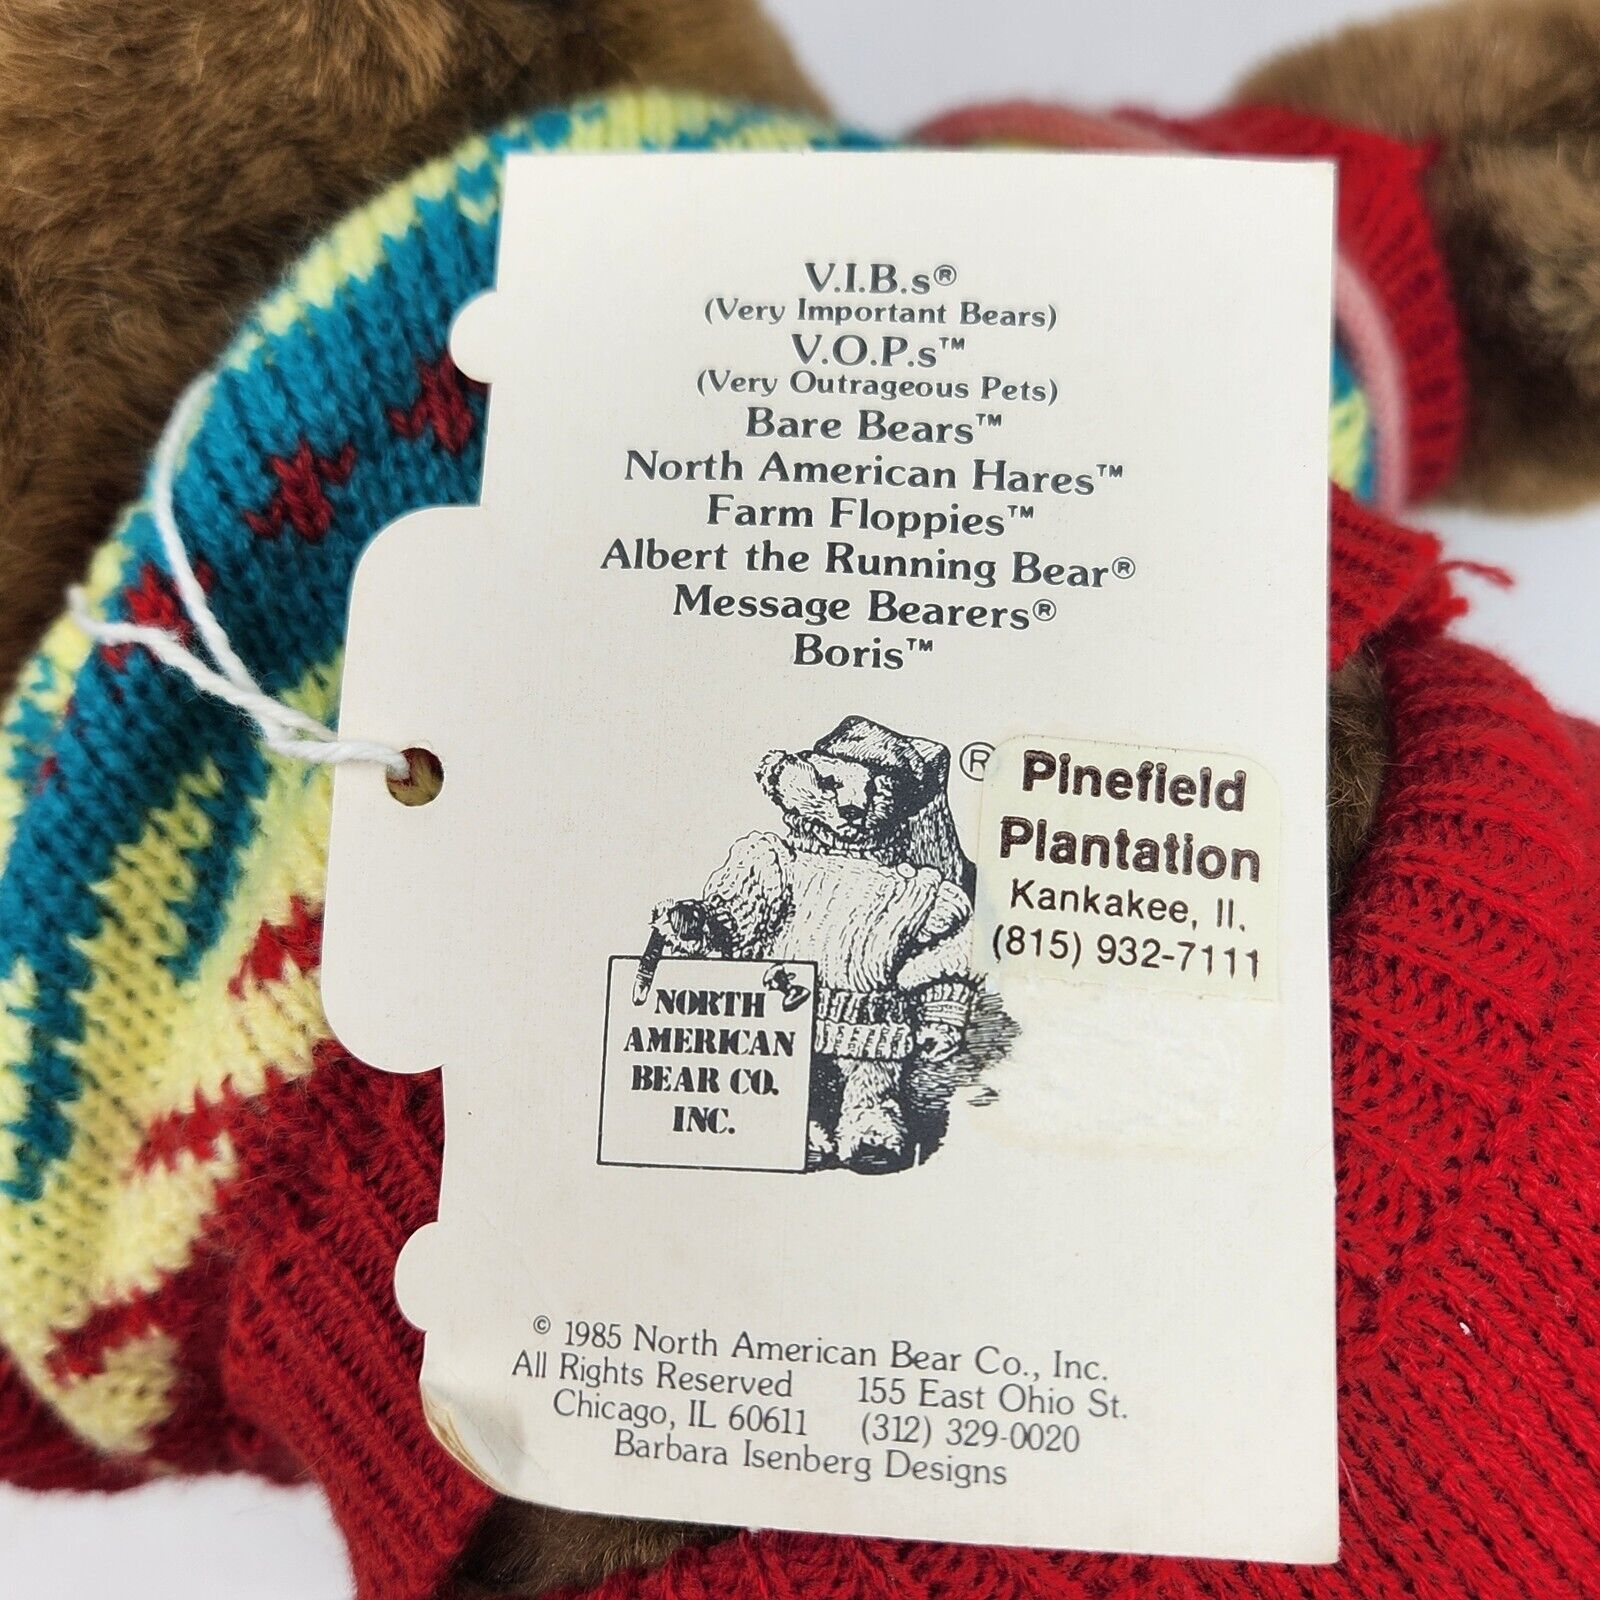 V.I.B.s®
(Very Important Bears)
V.O.P.s™
(Very Outrageous Pets)
Bare Bears™
North American Hares™
Farm Floppies™
Albert the Running Bear®
Message Bearers®
Boris™
®
Pinefield
Plantation
Kankakee, Il.
(815) 932-7111
NORTH
AMERICAN
BEAR CO.
INC.
© 1985 North American Bear Co., Inc.
All Rights Reserved 155 East Ohio St.
Chicago, IL 60611 (312) 329-0020
Barbara Isenberg Designs